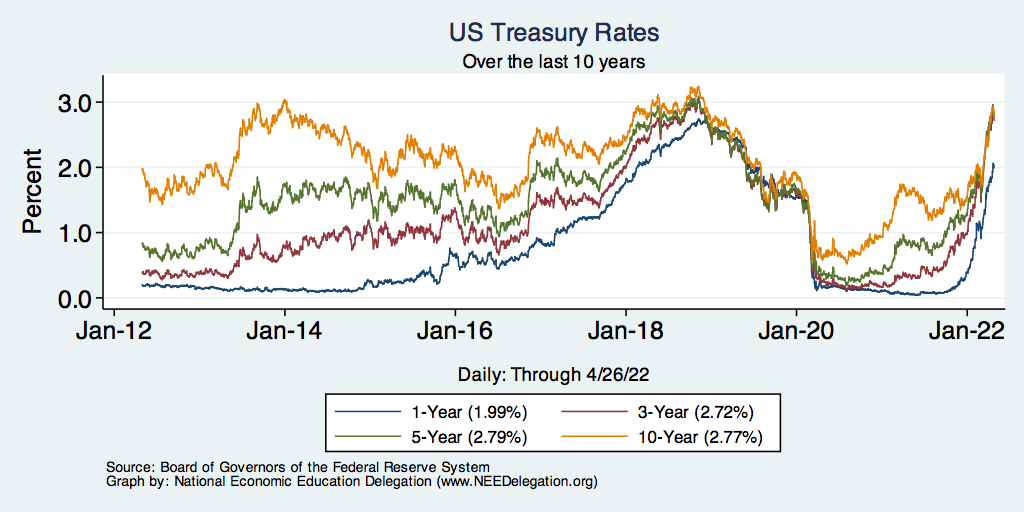 US Treasury Rates
Over the last 10 years
Percent
3.0
2.0
1.0
0.0
Jan-12 Jan-14 Jan-16 Jan-18 Jan-20 Jan-22
Daily: Through 4/26/22
1-Year (1.99%) 3-Year (2.72%)
5-Year (2.79%) 10-Year (2.77%)
Source: Board of Governors of the Federal Reserve System
Graph by: National Economic Education Delegation (www.NEEDelegation.org)